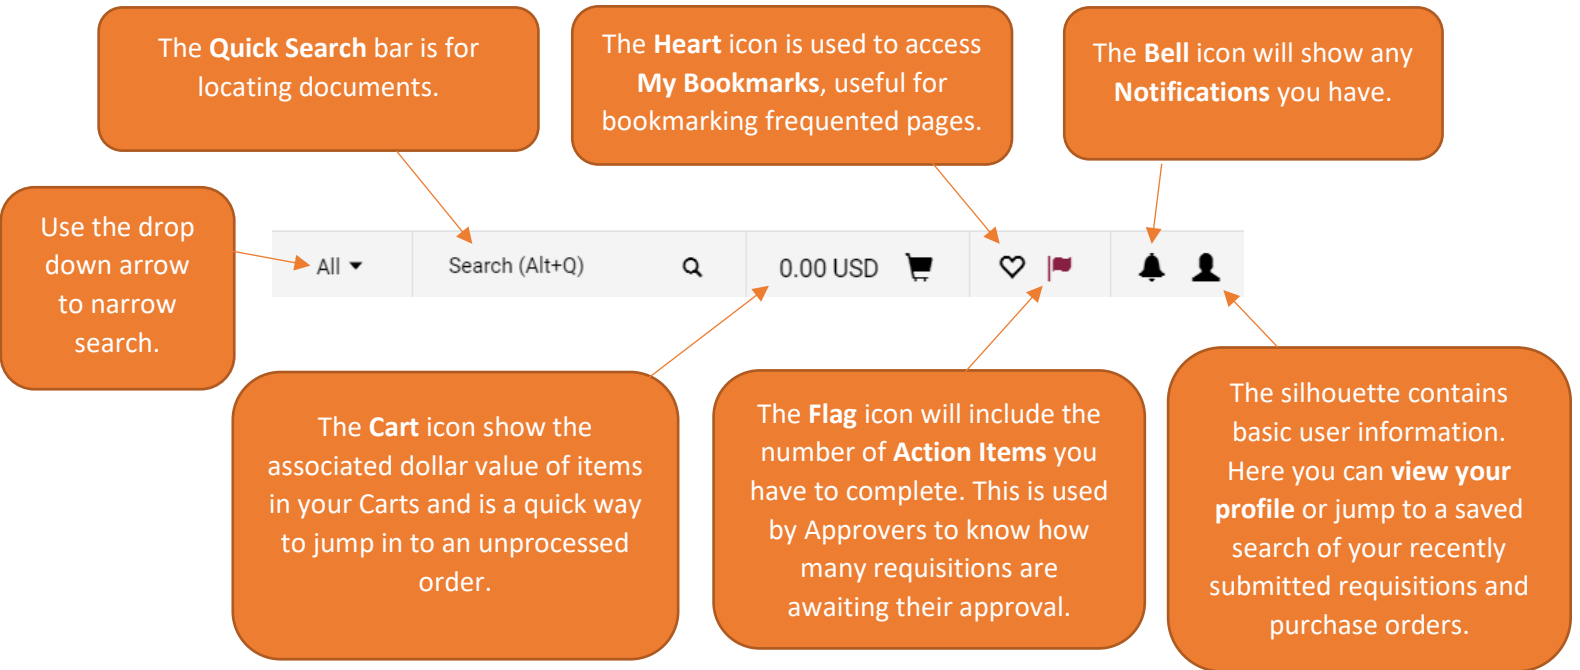 The Quick Search bar is for
locating documents.
The Heart icon is used to access
My Bookmarks, useful for
bookmarking frequented pages.
The Bell icon will show any
Notifications you have.
Use the drop
down arrow
to narrow
search.
All
Search (Alt+Q)
0.00 USD
The Cart icon show the
associated dollar value of items
in your Carts and is a quick way
to jump in to an unprocessed
order.
The Flag icon will include the
number of Action Items you
have to complete. This is used
by Approvers to know how
many requisitions are
awaiting their approval.
The silhouette contains
basic user information.
Here you can view your
profile or jump to a saved
search of your recently
submitted requisitions and
purchase orders.